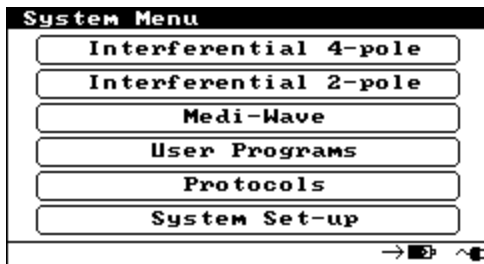 System Menu
Interferential 4-pole
Interferential 2-pole
Medi-Wave
User Programs
Protocols
System Set-up